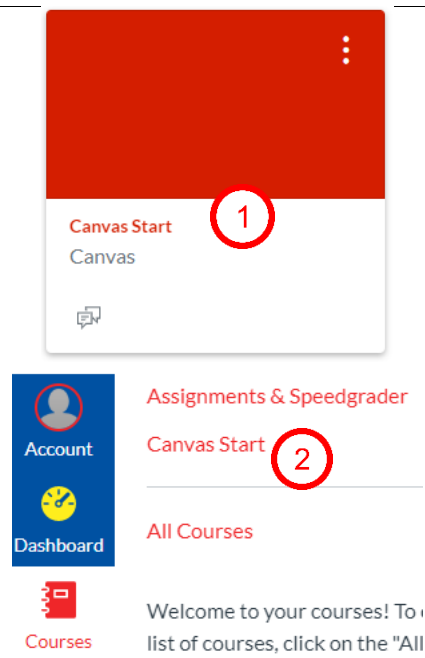 1
Canvas Start
Canvas
Assignments & Speedgrader
Account
Canvas Start
2
Dashboard
All Courses
Courses
Welcome to your courses! To
list of courses, click on the "All